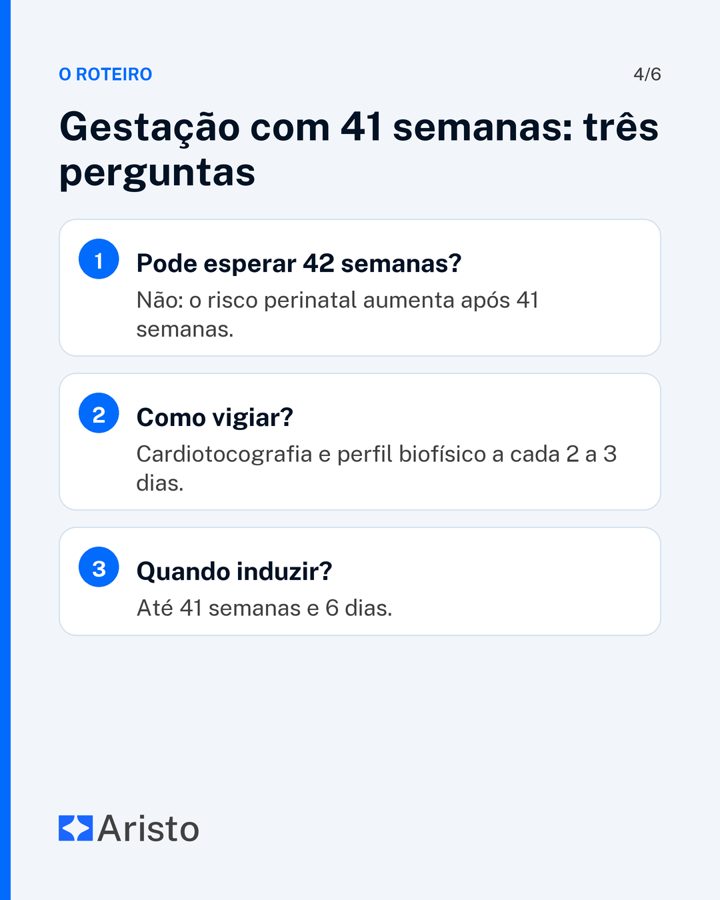 O ROTEIRO
4/6
Gestação com 41 semanas: três
perguntas
1
Pode esperar 42 semanas?
Não: o risco perinatal aumenta após 41
semanas.
2
Como vigiar?
Cardiotocografia e perfil biofísico a cada 2 a 3
dias.
3
Quando induzir?
Até 41 semanas e 6 dias.
Aristo